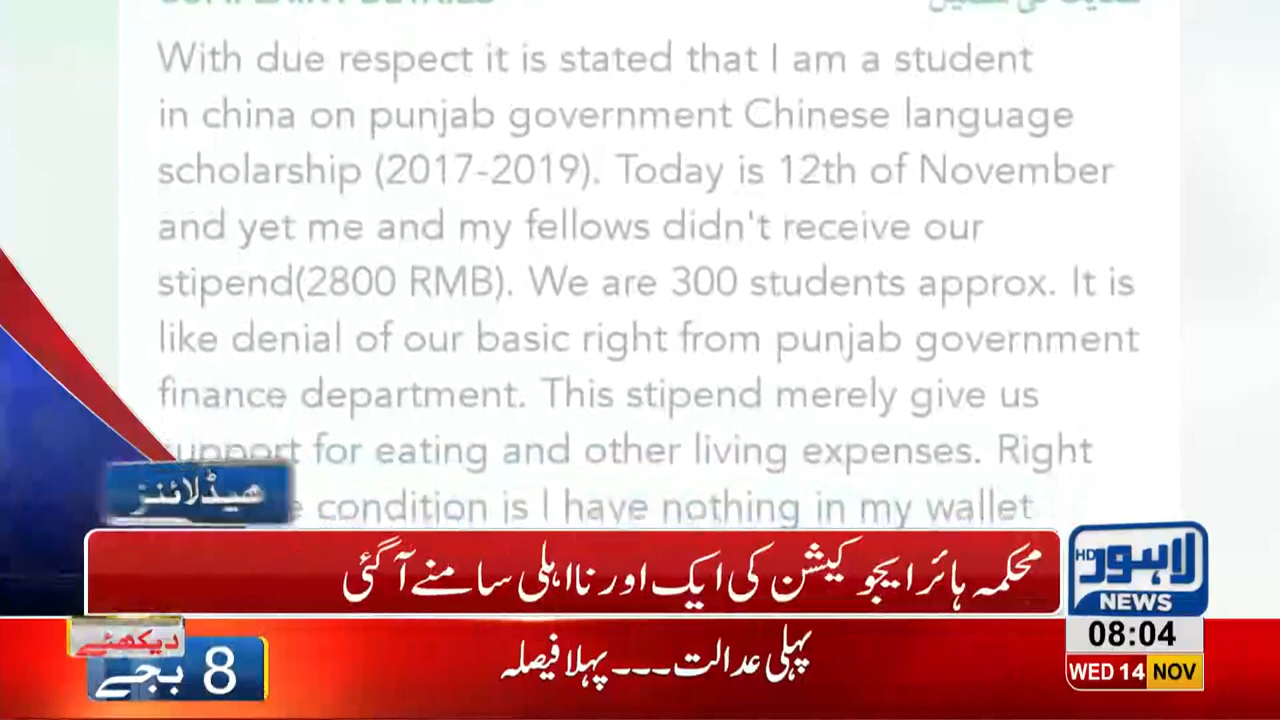 COMPLAINT DETAILS
شکایت کی تفصیل
With due respect it is stated that I am a student
in china on punjab government Chinese language
scholarship (2017-2019). Today is 12th of November
and yet me and my fellows didn't receive our
stipend(2800 RMB). We are 300 students approx. It is
like denial of our basic right from punjab government
finance department. This stipend merely give us
support for eating and other living expenses. Right
condition is I have nothing in my wallet
ہیڈلائنز
محکمہ ہائر ایجوکیشن کی ایک اور نااہلی سامنے آگئی
HD لاہور
NEWS
08:04
WED 14 NOV
دیکھئے
8 بجے
پہلی عدالت۔۔۔پہلا فیصلہ